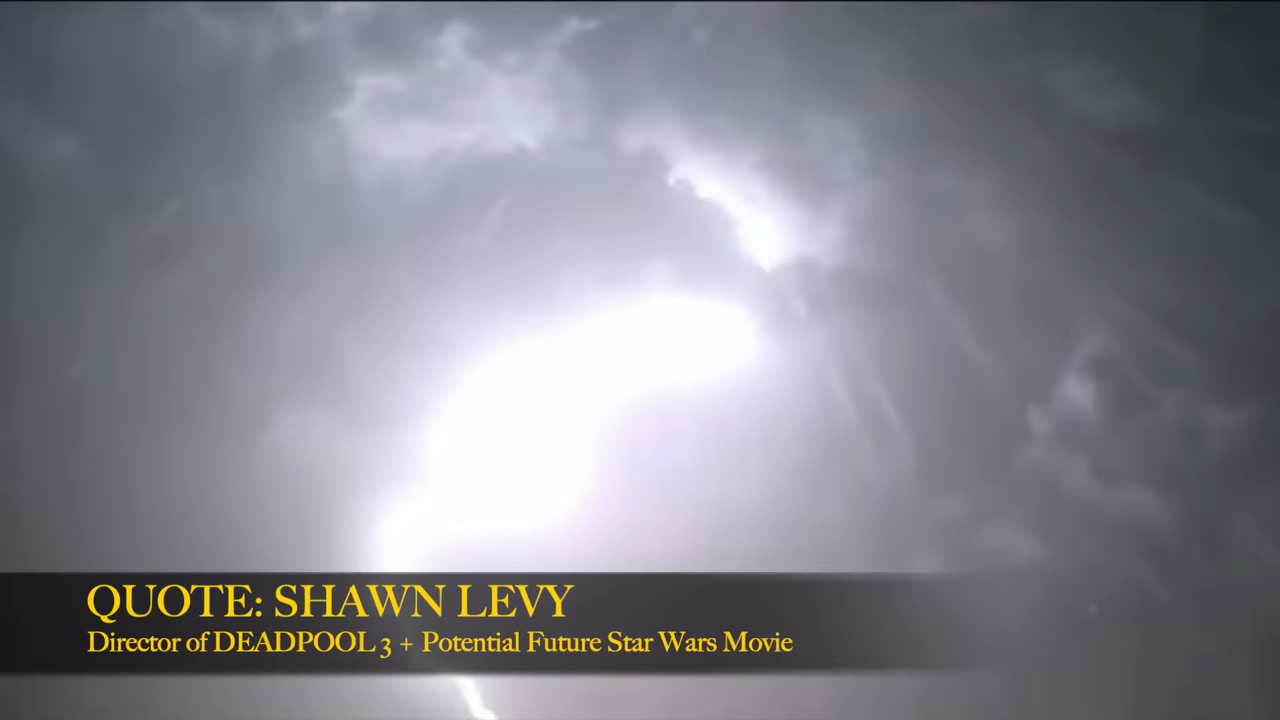 QUOTE: SHAWN LEVY
Director of DEADPOOL 3 + Potential Future Star Wars Movie